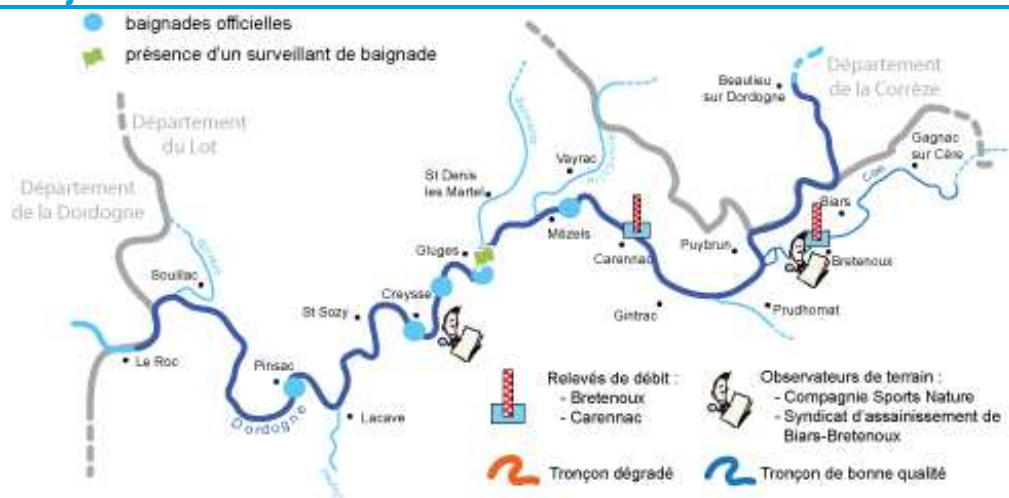 baignades officielles
présence d'un surveillant de baignade
Département
du Lot
Département
de la Dordogne
Département
de la Corrèze
Beaulieu
sur Dordogne
Gagnac
sur Cère
Cère
Vayrac
St Denis
les Martel
Biars
Bretenoux
Mézels
Carennac
Puybrun
Gluges
Souillac
Creysse
St Sozy
Gintrac
Prudhomat
Le Roc
Pinsac
Lacave
Dordogne
Relevés de débit :
- Bretenoux
- Carennac
Observateurs de terrain :
- Compagnie Sports Nature
- Syndicat d'assainissement de
Biars-Bretenoux
Tronçon dégradé
Tronçon de bonne qualité